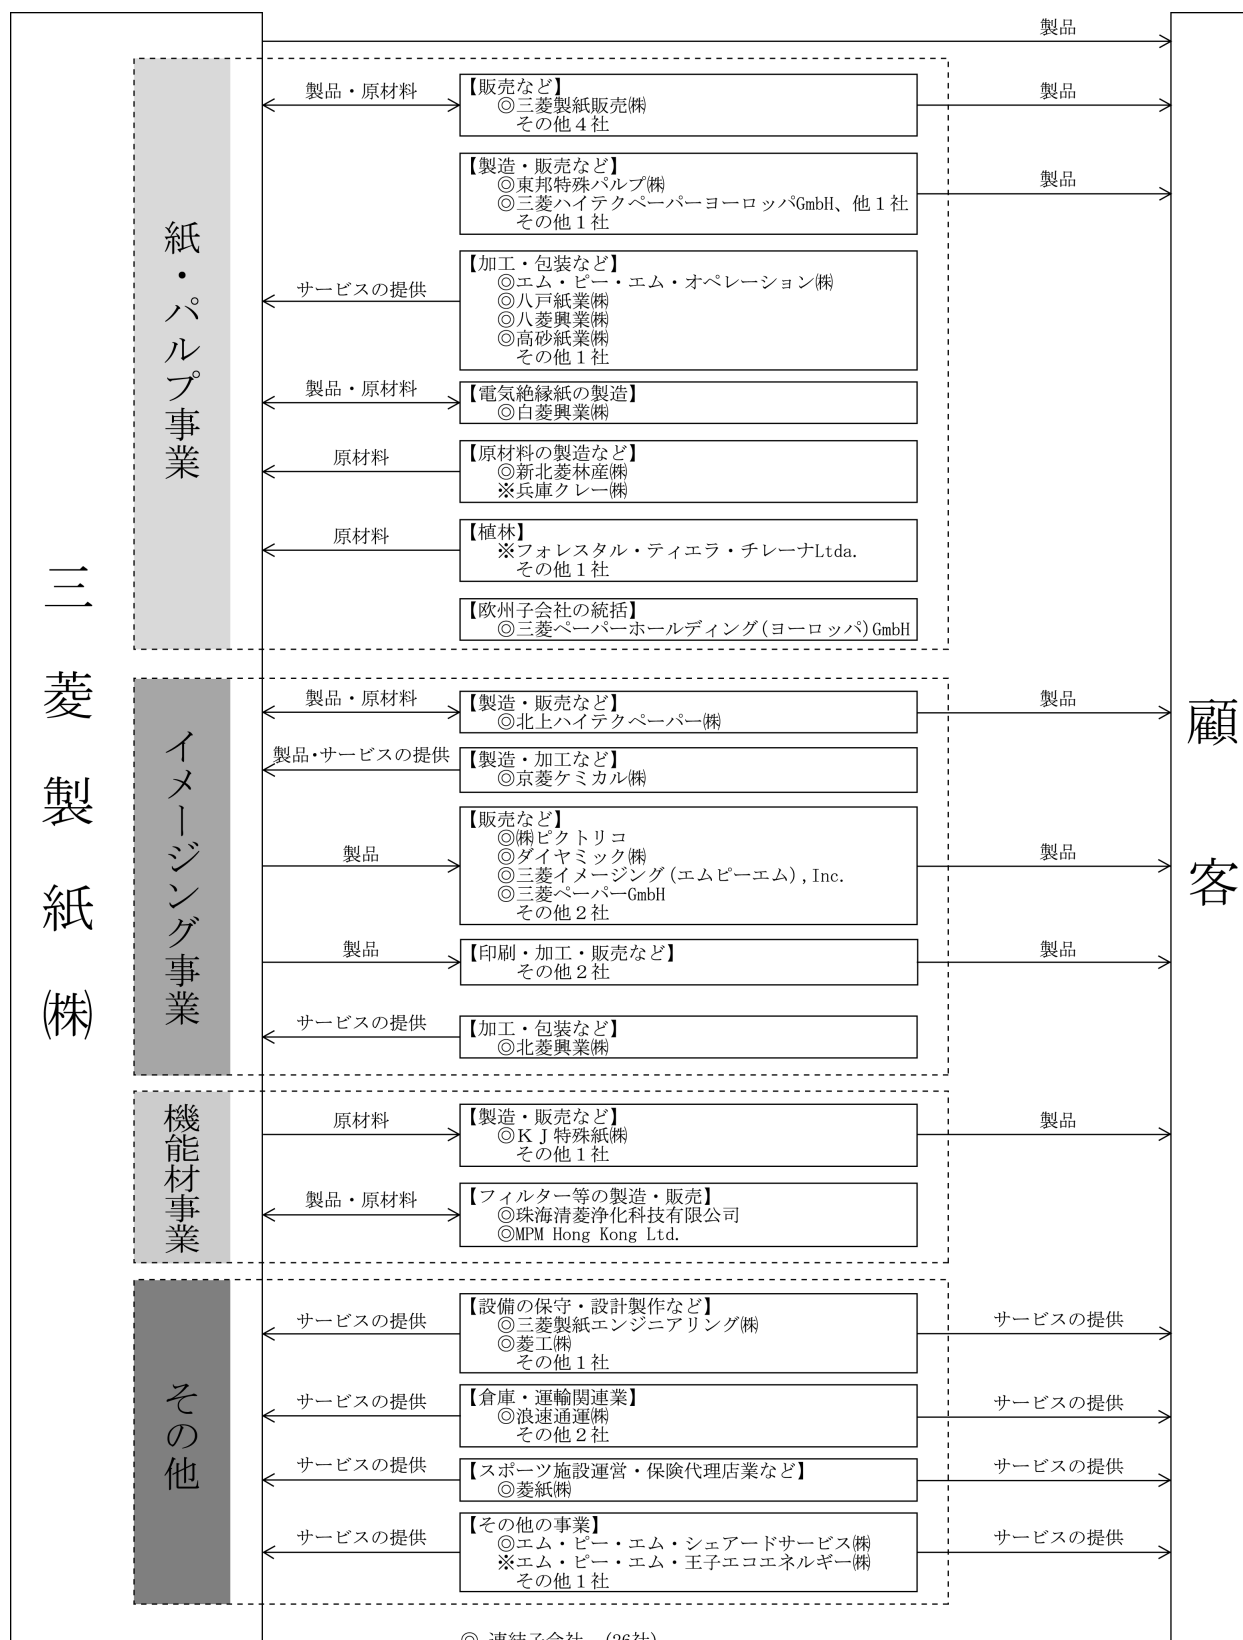 三菱製紙㈱
顧客
製品
紙・パルプ事業
製品・原材料
【販売など】
◎三菱製紙販売㈱
その他４社
製品
【製造・販売など】
◎東邦特殊パルプ㈱
◎三菱ハイテクペーパーヨーロッパGmbH、他１社
その他１社
製品
サービスの提供
【加工・包装など】
◎エム・ピー・エム・オペレーション㈱
◎八戸紙業㈱
◎八菱興業㈱
◎高砂紙業㈱
その他１社
製品・原材料
【電気絶縁紙の製造】
◎白菱興業㈱
原材料
【原材料の製造など】
◎新北菱林産㈱
※兵庫クレー㈱
原材料
【植林】
※フォレスタル・ティエラ・チレーナLtda.
その他１社
【欧州子会社の統括】
◎三菱ペーパーホールディング(ヨーロッパ)GmbH
イメージング事業
製品・原材料
【製造・販売など】
◎北上ハイテクペーパー㈱
製品
製品・サービスの提供
【製造・加工など】
◎京菱ケミカル㈱
製品
【販売など】
◎㈱ピクトリコ
◎ダイヤミック㈱
◎三菱イメージング(エムピーエム),Inc.
◎三菱ペーパーGmbH
その他２社
製品
製品
【印刷・加工・販売など】
その他２社
製品
サービスの提供
【加工・包装など】
◎北菱興業㈱
機能材事業
原材料
【製造・販売など】
◎ＫＪ特殊紙㈱
その他１社
製品
製品・原材料
【フィルター等の製造・販売】
◎珠海清菱浄化科技有限公司
◎MPM Hong Kong Ltd.
その他
サービスの提供
【設備の保守・設計製作など】
◎三菱製紙エンジニアリング㈱
◎菱工㈱
その他１社
サービスの提供
サービスの提供
【倉庫・運輸関連業】
◎浪速通運㈱
その他２社
サービスの提供
サービスの提供
【スポーツ施設運営・保険代理店業など】
◎菱紙㈱
サービスの提供
サービスの提供
【その他の事業】
◎エム・ピー・エム・シェアードサービス㈱
※エム・ピー・エム・王子エコエネルギー㈱
その他１社
サービスの提供
◎ 連結子会社 (26社)